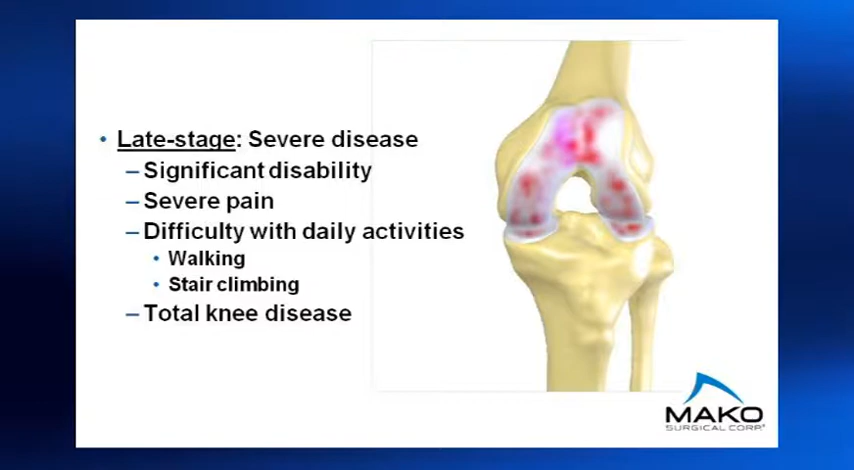 • Late-stage: Severe disease
– Significant disability
– Severe pain
– Difficulty with daily activities
• Walking
• Stair climbing
– Total knee disease
MAKO
SURGICAL CORP.